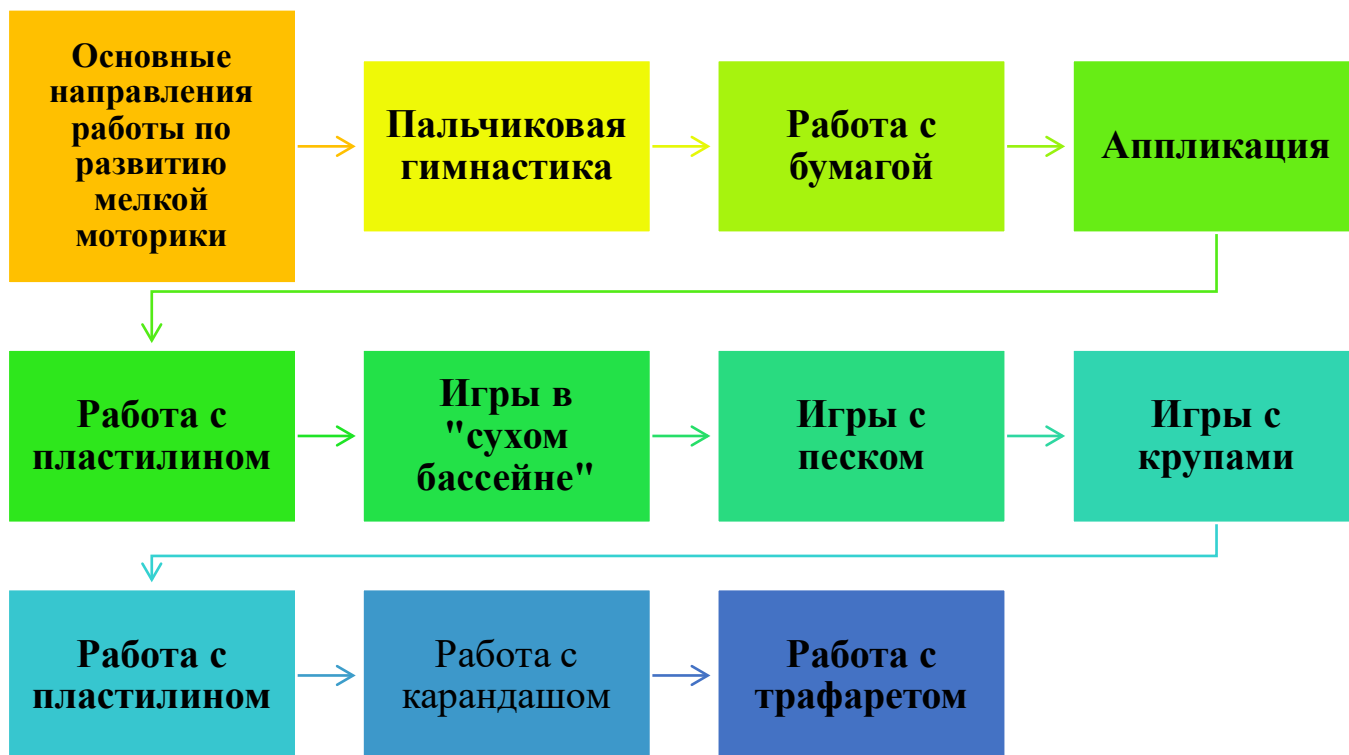 Основные
направления
работы по
развитию
мелкой
моторики
Пальчиковая
гимнастика
Работа с
бумагой
Аппликация
Работа с
пластилином
Игры в
"сухом
бассейне"
Игры с
песком
Игры с
крупами
Работа с
пластилином
Работа с
карандашом
Работа с
трафаретом